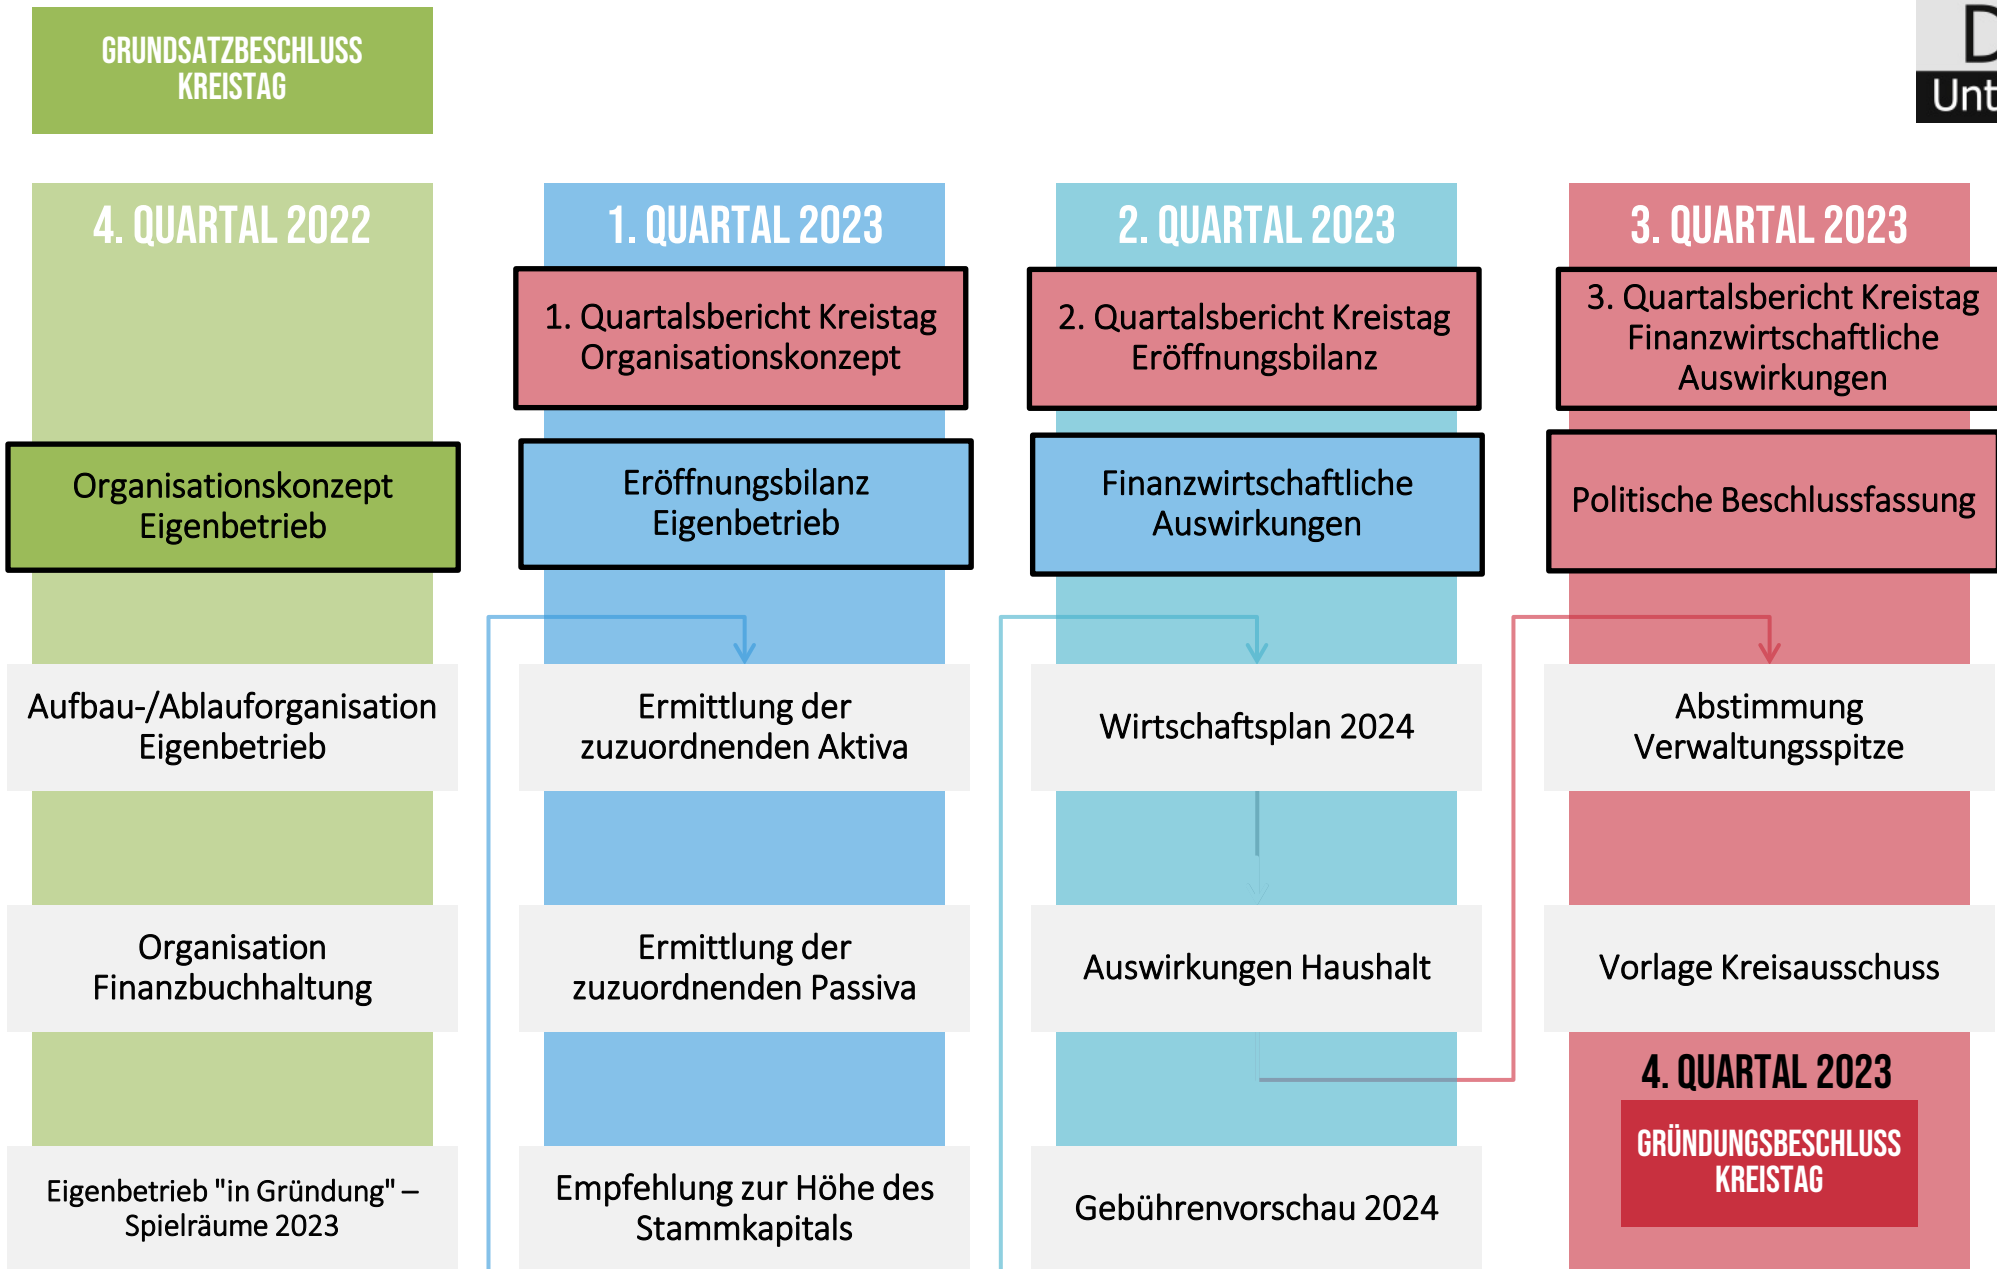 GRUNDSATZBESCHLUSS
KREISTAG
4. QUARTAL 2022
Organisationskonzept
Eigenbetrieb
Aufbau-/Ablauforganisation
Eigenbetrieb
Organisation
Finanzbuchhaltung
Eigenbetrieb "in Gründung" –
Spielräume 2023
1. QUARTAL 2023
1. Quartalsbericht Kreistag
Organisationskonzept
Eröffnungsbilanz
Eigenbetrieb
Ermittlung der
zuzuordnenden Aktiva
Ermittlung der
zuzuordnenden Passiva
Empfehlung zur Höhe des
Stammkapitals
2. QUARTAL 2023
2. Quartalsbericht Kreistag
Eröffnungsbilanz
Finanzwirtschaftliche
Auswirkungen
Wirtschaftsplan 2024
Auswirkungen Haushalt
Gebührenvorschau 2024
3. QUARTAL 2023
3. Quartalsbericht Kreistag
Finanzwirtschaftliche
Auswirkungen
Politische Beschlussfassung
Abstimmung
Verwaltungsspitze
Vorlage Kreisausschuss
4. QUARTAL 2023
GRÜNDUNGSBESCHLUSS
KREISTAG